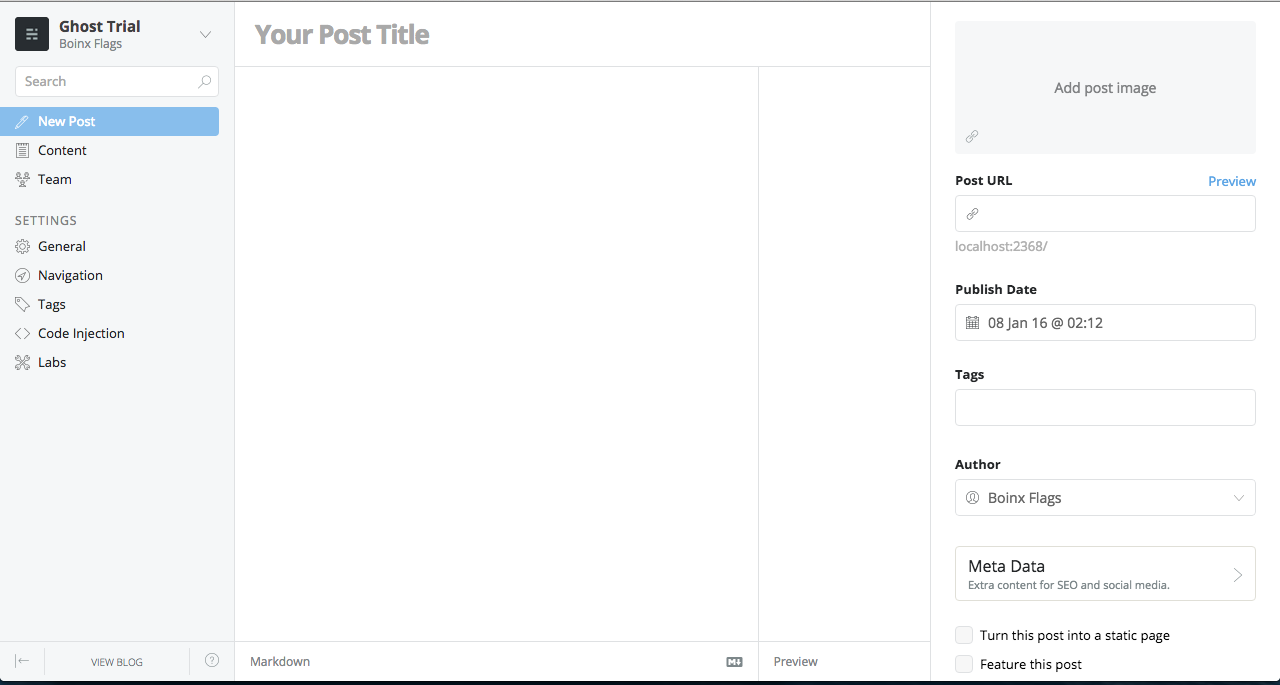 Ghost Trial
Boinx Flags
Search
New Post
Content
Team
SETTINGS
General
Navigation
Tags
Code Injection
Labs
VIEW BLOG
?
Your Post Title
Markdown
M
Preview
Add post image
Post URL
Preview
localhost:2368/
Publish Date
08 Jan 16 @ 02:12
Tags
Author
Boinx Flags
Meta Data
Extra content for SEO and social media.
Turn this post into a static page
Feature this post